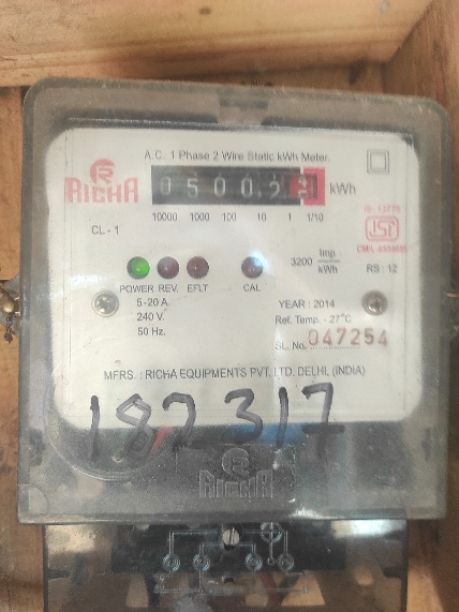 A.C. 1 Phase 2 Wire Static kWh Meter.
RICHA
kWh
10000 1000 100 10 1 1/10
CL - 1
3200 Imp. / kWh
RS : 12
POWER REV. EFLT CAL
5-20 A.
240 V.
50 Hz.
YEAR : 2014
Ref. Temp. - 27°C
SL. No. 047254
MFRS. : RICHA EQUIPMENTS PVT. LTD. DELHI, (INDIA)
182317
RICHA